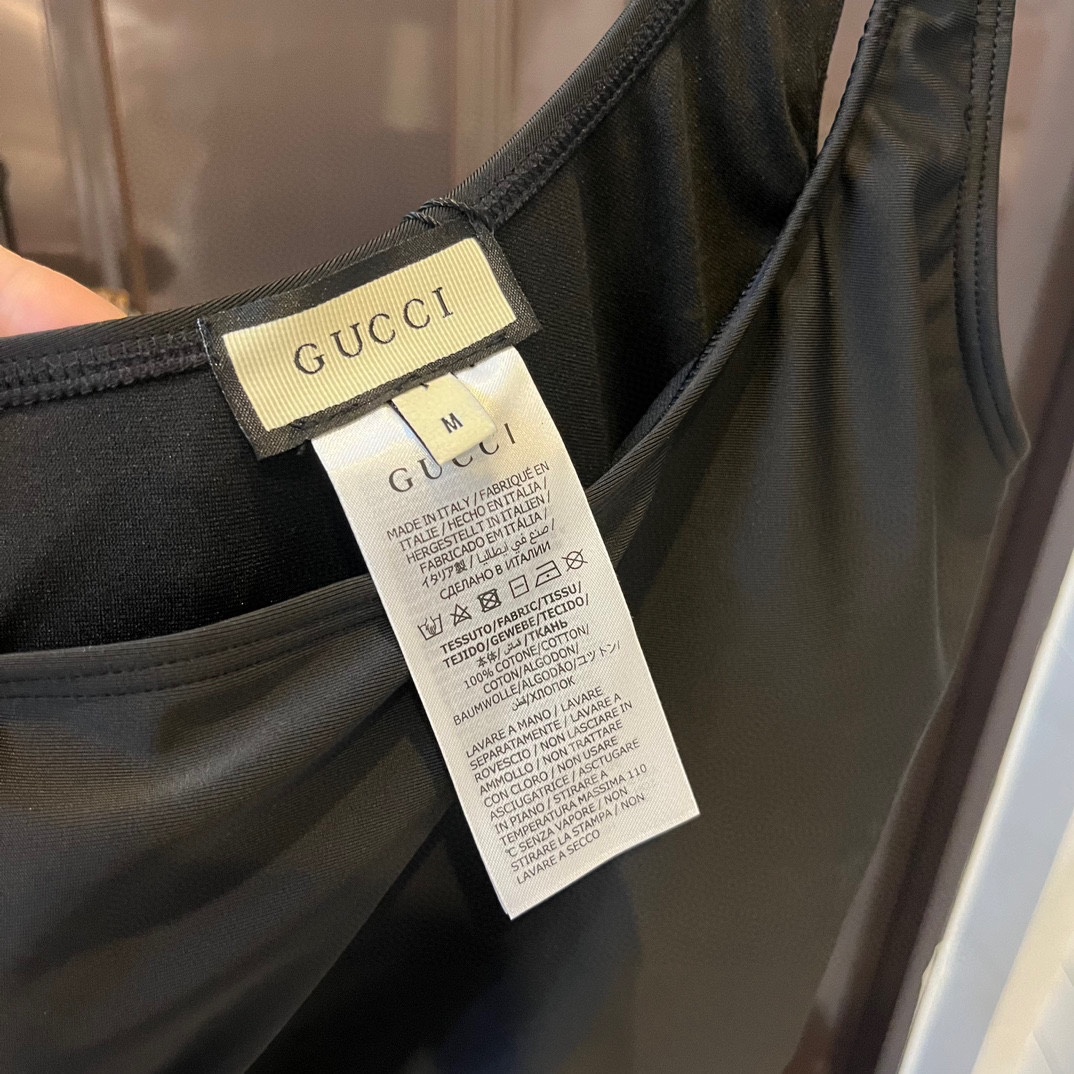 GUCCI
M
GUCCI
MADE IN ITALY / FABRIQUÉ EN
ITALIE / HECHO EN ITALIA /
HERGESTELLT IN ITALIEN /
FABRICADO EM ITÁLIA /
イタリア製 / صنع في إيطاليا /
СДЕЛАНО В ИТАЛИИ
TESSUTO/FABRIC/TISSU/
TEJIDO/GEWEBE/TECIDO/
本体/قماش/ТКАНЬ
100% COTONE/COTTON/
COTON/ALGODON/
BAUMWOLLE/ALGODÃO/コットン/
قطن/ХЛОПОК
LAVARE A MANO / LAVARE
SEPARATAMENTE / LAVARE A
ROVESCIO / NON LASCIARE IN
AMMOLLO / NON TRATTARE
CON CLORO / NON USARE
ASCIUGATRICE / ASCTUGARE
IN PIANO / STIRARE A
TEMPERATURA MASSIMA 110
°C SENZA VAPORE / NON
STIRARE LA STAMPA / NON
LAVARE A SECCO